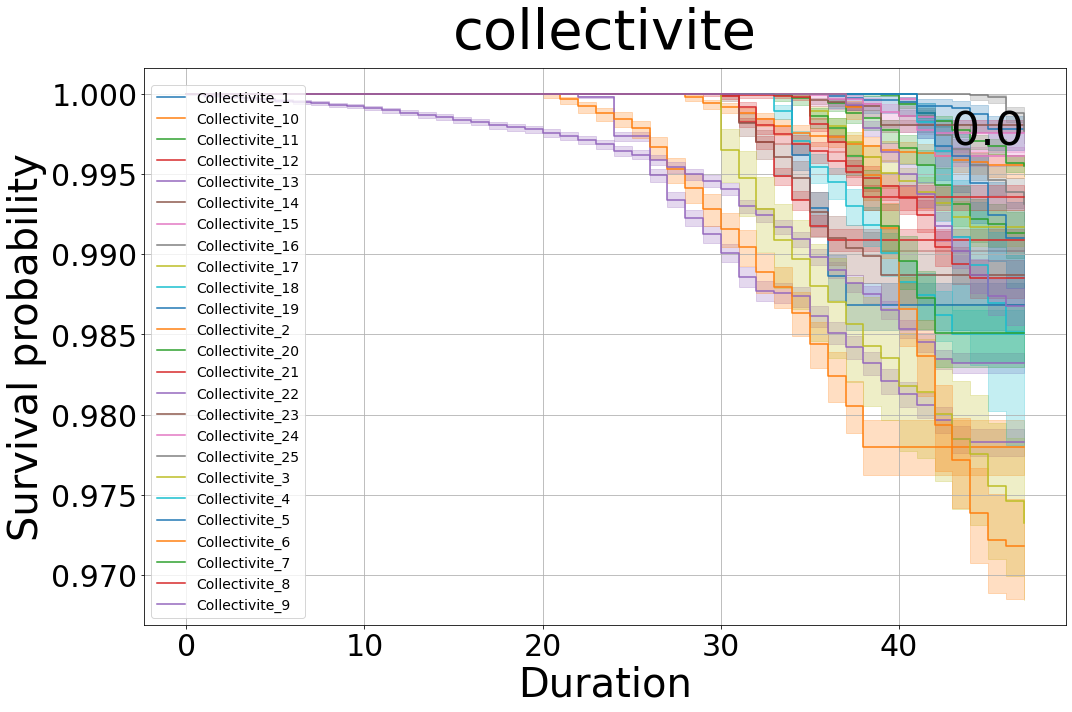 collectivite
Survival probability
1.000
0.995
0.990
0.985
0.980
0.975
0.970
Collectivite_1
Collectivite_10
Collectivite_11
Collectivite_12
Collectivite_13
Collectivite_14
Collectivite_15
Collectivite_16
Collectivite_17
Collectivite_18
Collectivite_19
Collectivite_2
Collectivite_20
Collectivite_21
Collectivite_22
Collectivite_23
Collectivite_24
Collectivite_25
Collectivite_3
Collectivite_4
Collectivite_5
Collectivite_6
Collectivite_7
Collectivite_8
Collectivite_9
0.0
0 10 20 30 40
Duration